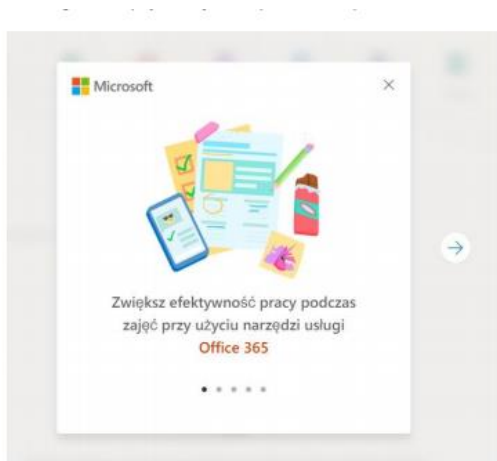 Microsoft
Zwiększ efektywność pracy podczas
zajęć przy użyciu narzędzi usługi
Office 365